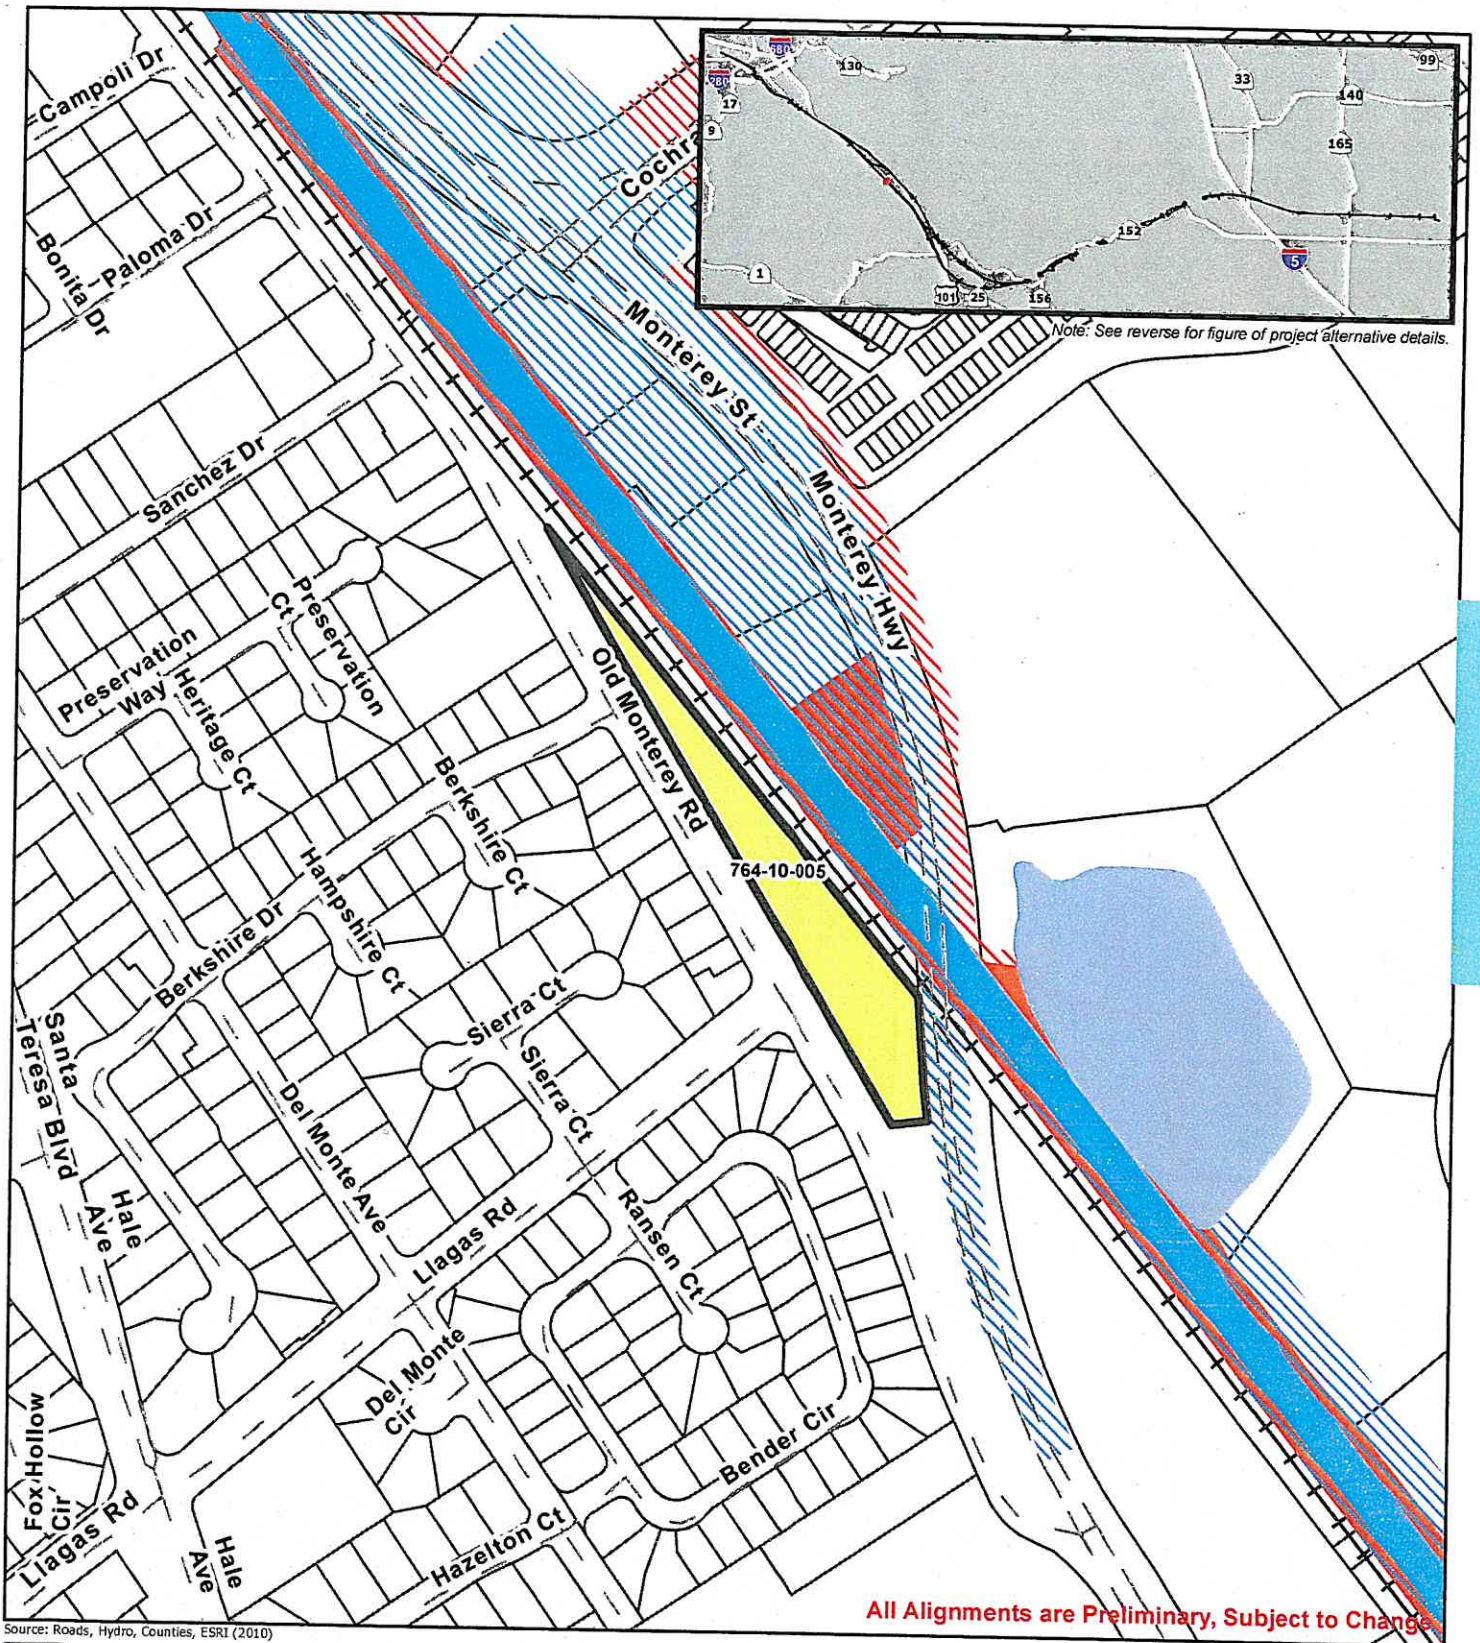 Campoli Dr
Paloma Dr
Bonita Dr
Sanchez Dr
Cochra
680
280
130
17
9
1
101
25
156
152
33
140
165
99
5
Note: See reverse for figure of project alternative details.
Monterey St
Monterey Hwy
Preservation
Ct
Preservation
Way
Heritage Ct
Old Monterey Rd
Berkshire Ct
Hampshire Ct
Berkshire Dr
764-10-005
Sierra Ct
Sierra Ct
Santa
Teresa Blvd
Del Monte Ave
Hale
Ave
Llagas Rd
Ransen Ct
Del Monte
Cir
Bender Cir
Fox Hollow
Cir
Llagas Rd
Hale
Ave
Hazelton Ct
All Alignments are Preliminary, Subject to Change
Source: Roads, Hydro, Counties, ESRI (2010)